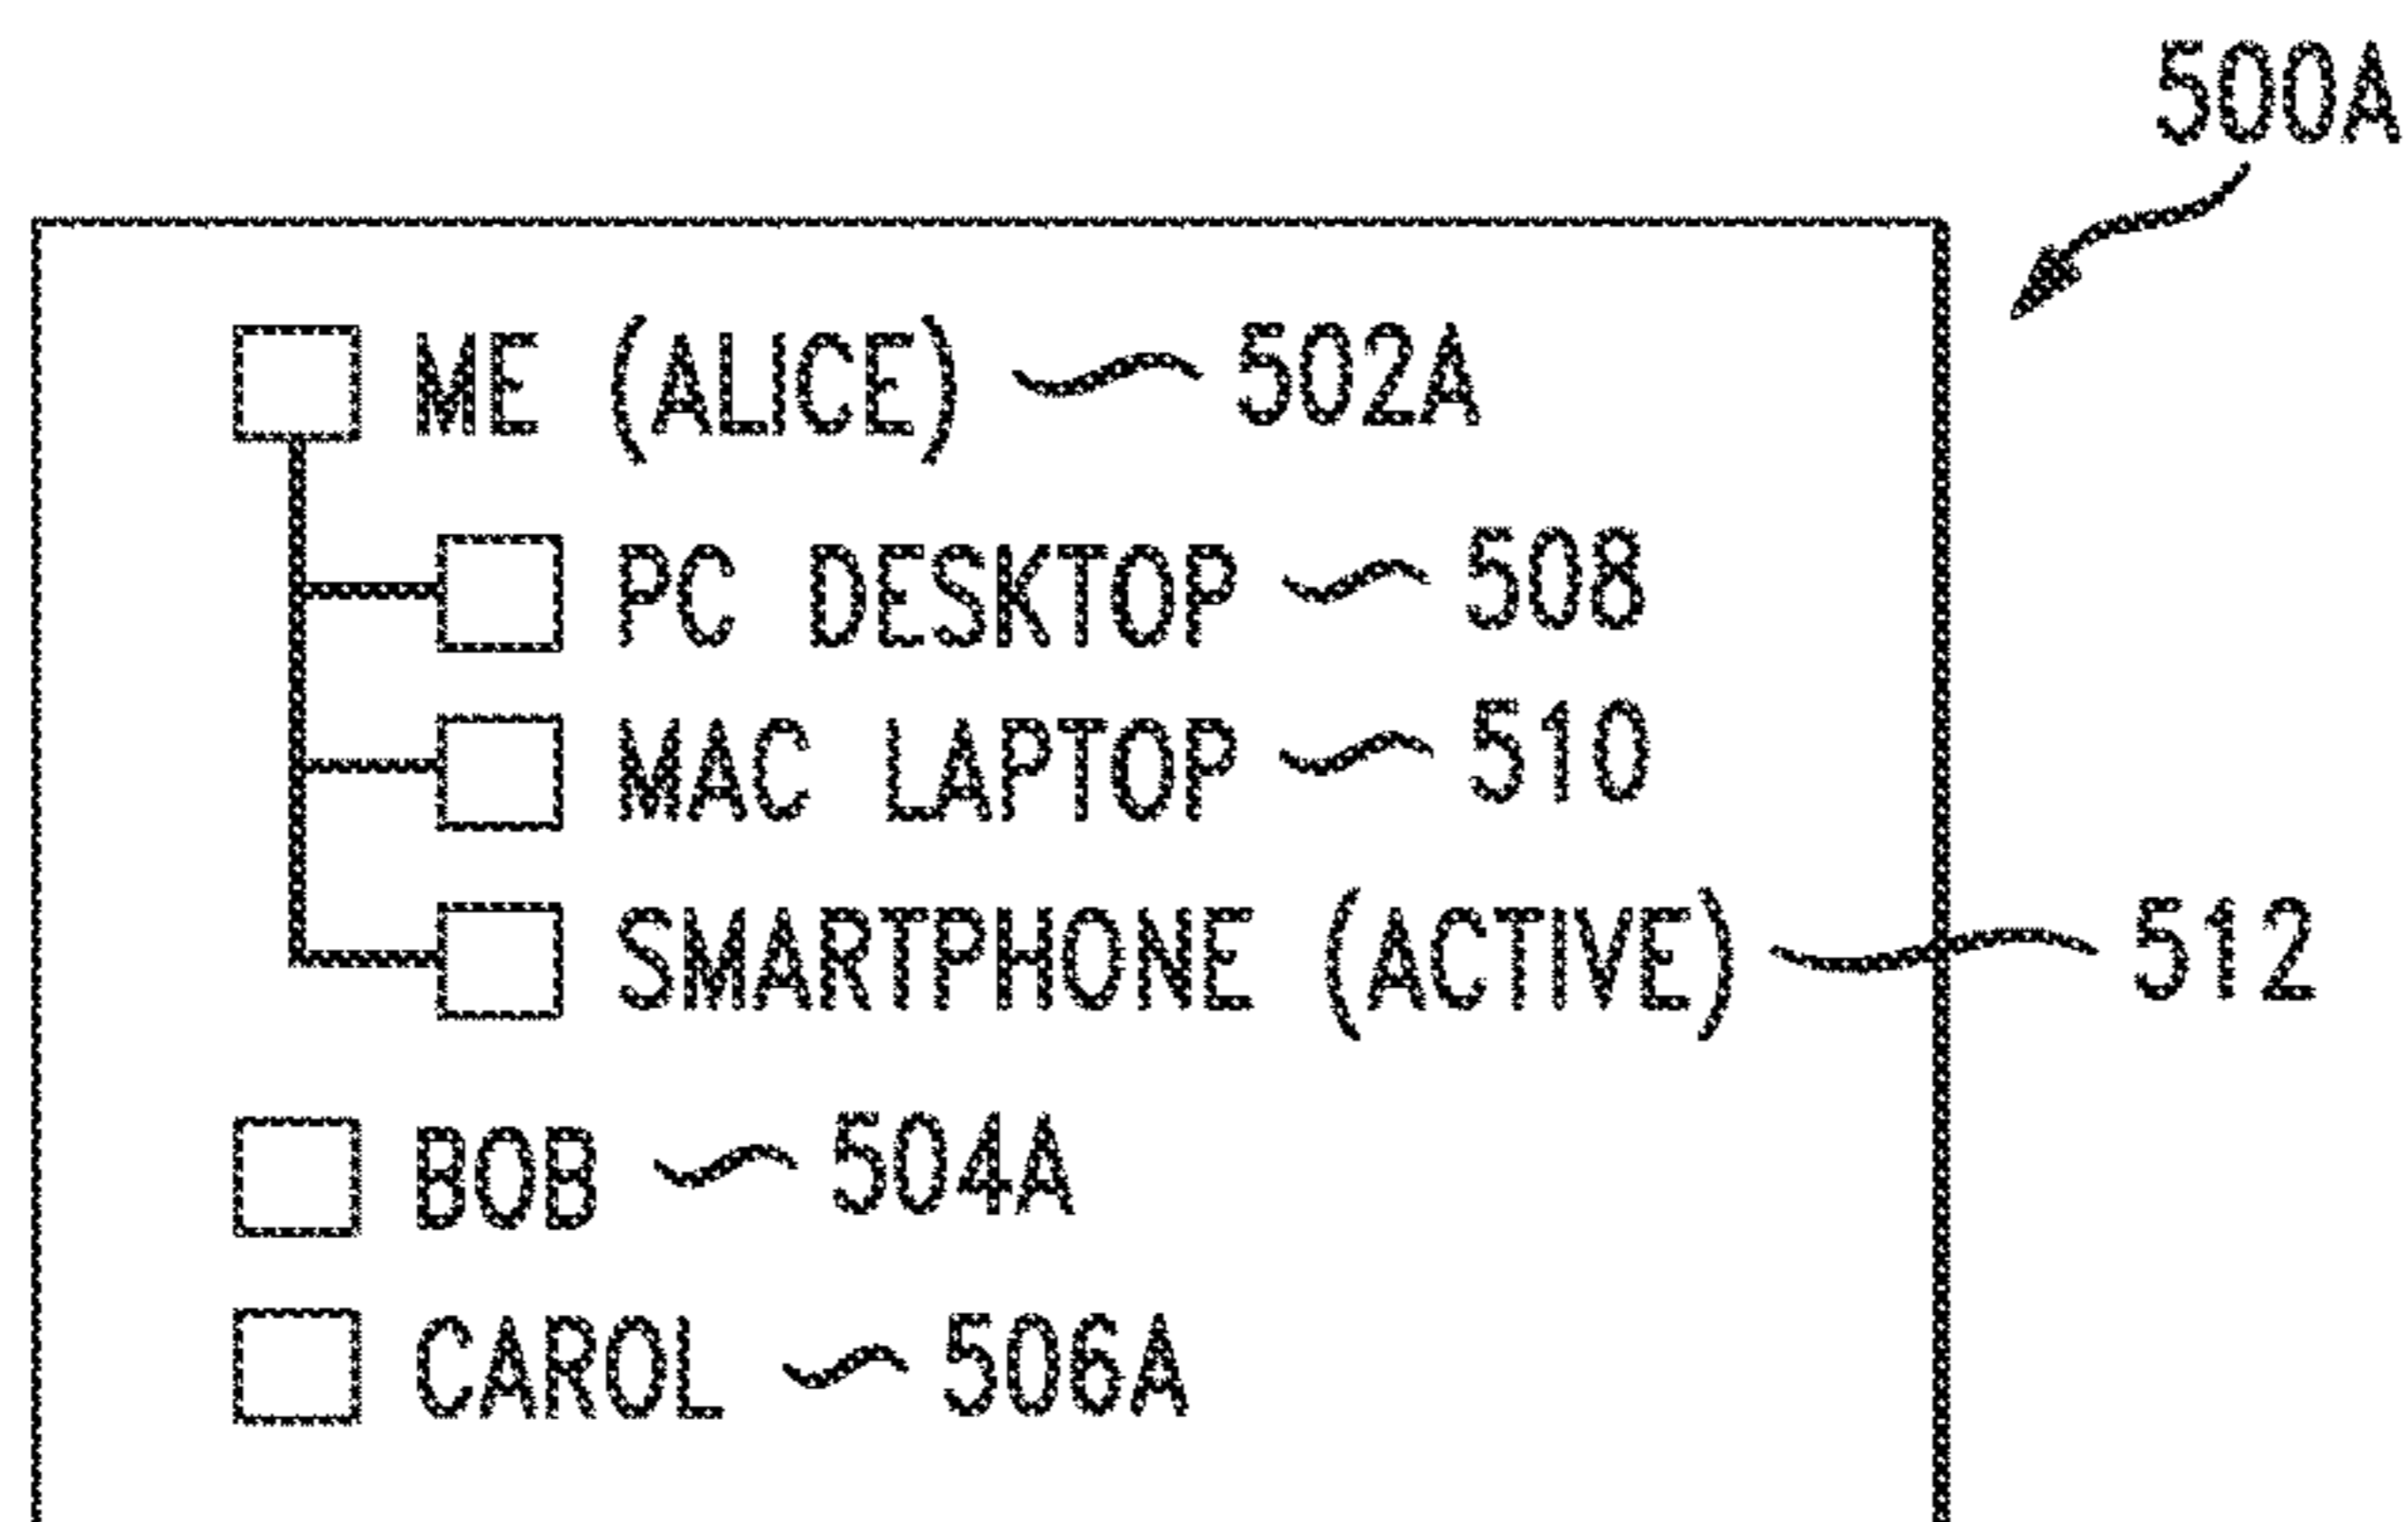 500A
ME (ALICE) 502A
PC DESKTOP 508
MAC LAPTOP 510
SMARTPHONE (ACTIVE) 512
BOB 504A
CAROL 506A